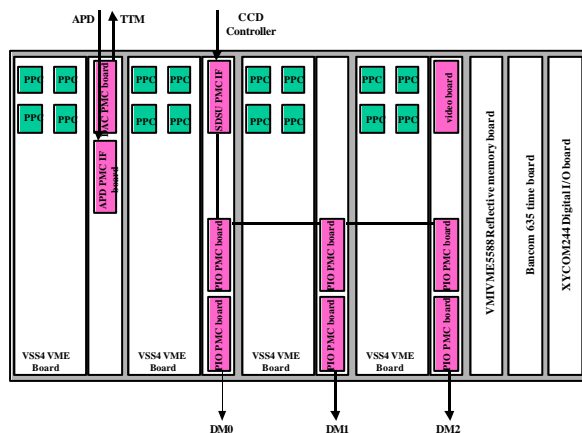 APD
TTM
CCD
Controller
PPC PPC
PPC PPC
DAC PMC board
APD PMC IF
board
PPC PPC
PPC PPC
SDSU PMC IF
PPC PPC
PPC PPC
PPC PPC
PPC PPC
video board
PIO PMC board
PIO PMC board
PIO PMC board
PIO PMC board
PIO PMC board
PIO PMC board
VMIVME5588 Reflective memory board
Bancom 635 time board
XYCOM244 Digital I/O board
VSS4 VME
Board
VSS4 VME
Board
VSS4 VME
Board
VSS4 VME
Board
DM0
DM1
DM2